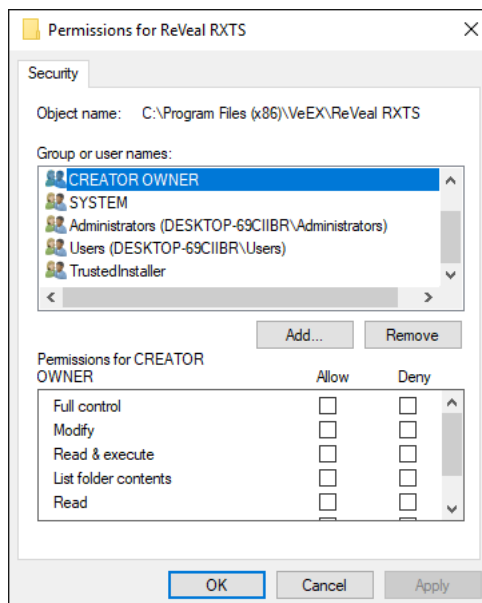 Permissions for ReVeal RXTS
Security
Object name: C:\Program Files (x86)\VeEX\ReVeal RXTS
Group or user names:
CREATOR OWNER
SYSTEM
Administrators (DESKTOP-69CIIBR\Administrators)
Users (DESKTOP-69CIIBR\Users)
TrustedInstaller
Add... Remove
Permissions for CREATOR
OWNER Allow Deny
Full control
Modify
Read & execute
List folder contents
Read
OK Cancel Apply